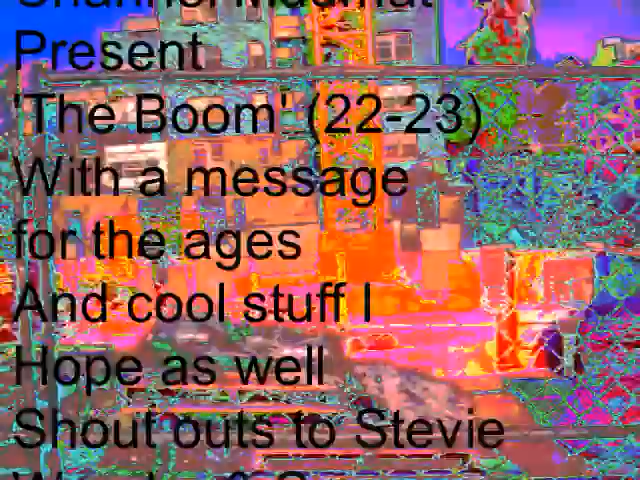 Present
'The Boom' (22-23)
With a message
for the ages
And cool stuff I
Hope as well
Shout outs to Stevie